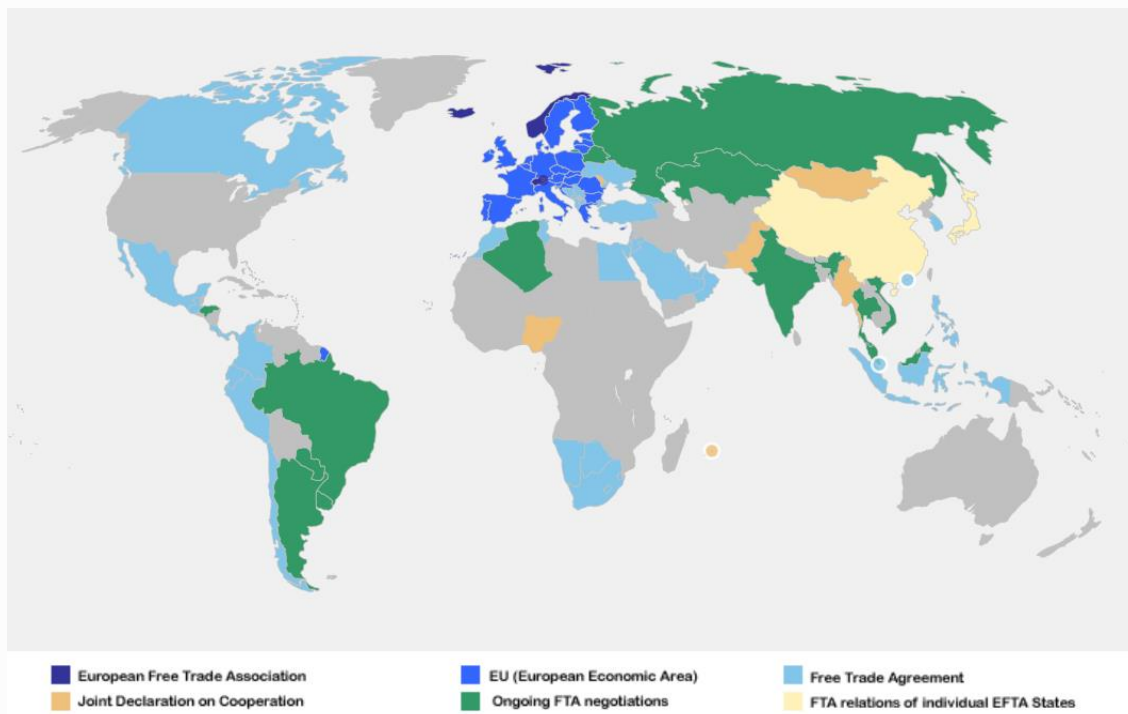 European Free Trade Association
EU (European Economic Area)
Free Trade Agreement
Joint Declaration on Cooperation
Ongoing FTA negotiations
FTA relations of individual EFTA States